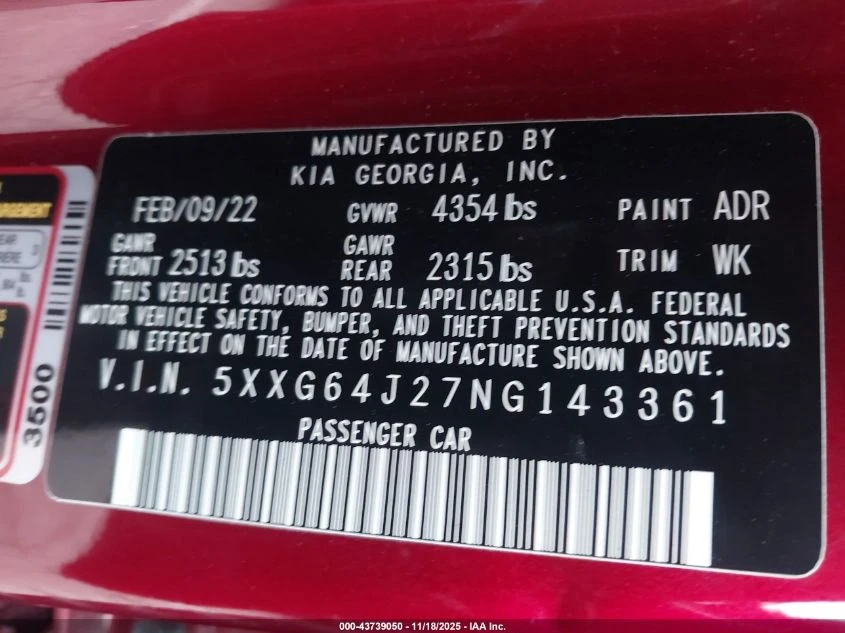 MANUFACTURED BY
KIA GEORGIA, INC.
FEB/09/22 GVWR 4354 lbs PAINT ADR
GAWR FRONT 2513 lbs GAWR REAR 2315 lbs TRIM WK
THIS VEHICLE CONFORMS TO ALL APPLICABLE U.S.A. FEDERAL
MOTOR VEHICLE SAFETY, BUMPER, AND THEFT PREVENTION STANDARDS
IN EFFECT ON THE DATE OF MANUFACTURE SHOWN ABOVE.
V.I.N. 5XXG64J27NG143361
PASSENGER CAR
3500
000-43739050 - 11/18/2025 - IAA Inc.